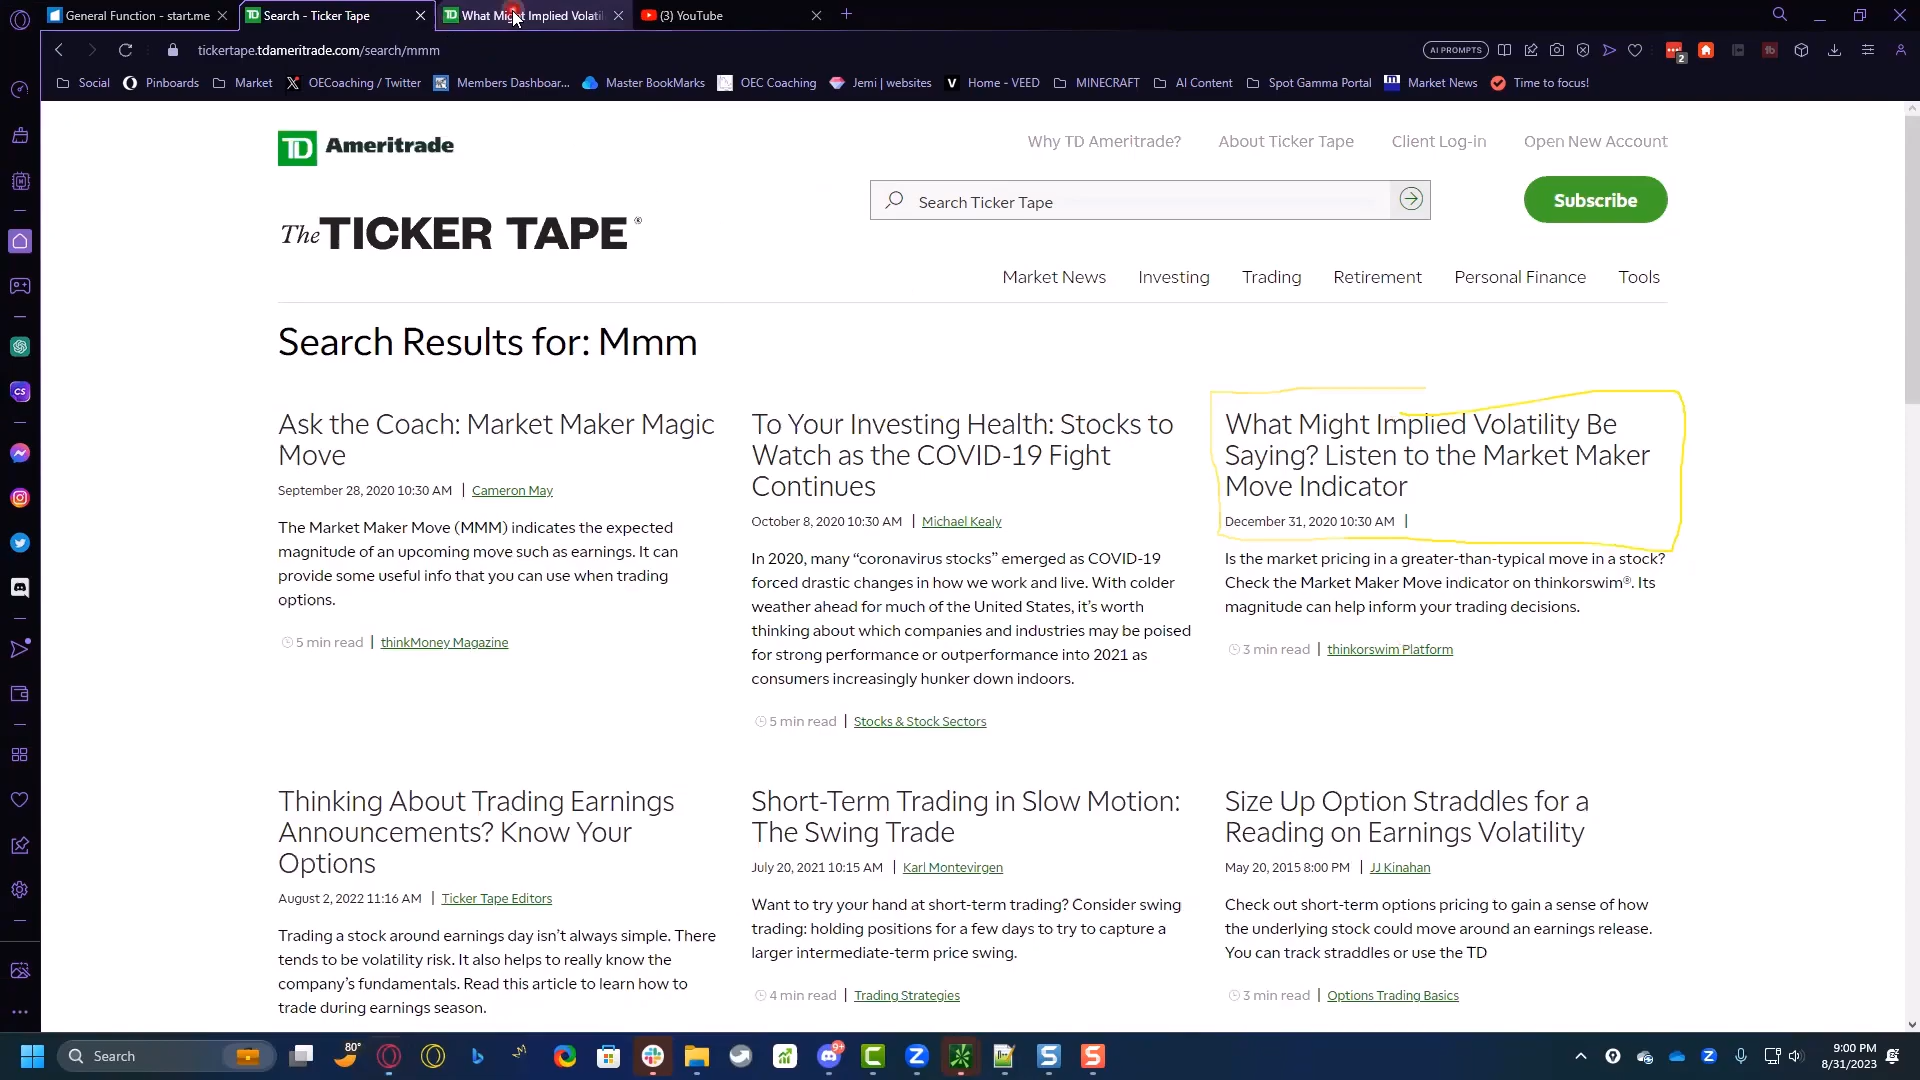 General Function - start.me
Search - Ticker Tape
What Might Implied Volatil
(3) YouTube
tickertape.tdameritrade.com/search/mmm
AI PROMPTS
2
Social
Pinboards
Market
OECoaching / Twitter
Members Dashboar...
Master BookMarks
OEC Coaching
Jemi | websites
Home - VEED
MINECRAFT
AI Content
Spot Gamma Portal
Market News
Time to focus!
TD Ameritrade
Why TD Ameritrade?
About Ticker Tape
Client Log-in
Open New Account
Search Ticker Tape
Subscribe
The TICKER TAPE®
Market News
Investing
Trading
Retirement
Personal Finance
Tools
Search Results for: Mmm
Ask the Coach: Market Maker Magic
Move
September 28, 2020 10:30 AM | Cameron May
The Market Maker Move (MMM) indicates the expected
magnitude of an upcoming move such as earnings. It can
provide some useful info that you can use when trading
options.
5 min read | thinkMoney Magazine
To Your Investing Health: Stocks to
Watch as the COVID-19 Fight
Continues
October 8, 2020 10:30 AM | Michael Kealy
In 2020, many “coronavirus stocks” emerged as COVID-19
forced drastic changes in how we work and live. With colder
weather ahead for much of the United States, it’s worth
thinking about which companies and industries may be poised
for strong performance or outperformance into 2021 as
consumers increasingly hunker down indoors.
5 min read | Stocks & Stock Sectors
What Might Implied Volatility Be
Saying? Listen to the Market Maker
Move Indicator
December 31, 2020 10:30 AM |
Is the market pricing in a greater-than-typical move in a stock?
Check the Market Maker Move indicator on thinkorswim®. Its
magnitude can help inform your trading decisions.
3 min read | thinkorswim Platform
Thinking About Trading Earnings
Announcements? Know Your
Options
August 2, 2022 11:16 AM | Ticker Tape Editors
Trading a stock around earnings day isn’t always simple. There
tends to be volatility risk. It also helps to really know the
company’s fundamentals. Read this article to learn how to
trade during earnings season.
Short-Term Trading in Slow Motion:
The Swing Trade
July 20, 2021 10:15 AM | Karl Montevirgen
Want to try your hand at short-term trading? Consider swing
trading: holding positions for a few days to try to capture a
larger intermediate-term price swing.
4 min read | Trading Strategies
Size Up Option Straddles for a
Reading on Earnings Volatility
May 20, 2015 8:00 PM | JJ Kinahan
Check out short-term options pricing to gain a sense of how
the underlying stock could move around an earnings release.
You can track straddles or use the TD
3 min read | Options Trading Basics
CS
Search
80°
9:00 PM
8/31/2023